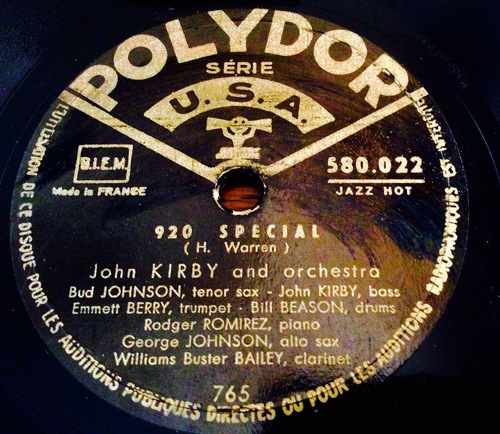 POLYDOR
SÉRIE
U.S.A.
B.I.E.M.
Made in FRANCE
580.022
JAZZ HOT
920 SPECIAL
( H. Warren )
John KIRBY and orchestra
Bud JOHNSON, tenor sax - John KIRBY, bass
Emmett BERRY, trumpet - Bill BEASON, drums
Rodger ROMIREZ, piano
George JOHNSON, alto sax
Williams Buster BAILEY, clarinet
765
L'UTILISATION DE CE DISQUE POUR LES AUDITIONS PUBLIQUES DIRECTES OU POUR LES AUDITIONS RADIOPHONIQUES EST INTERDITE